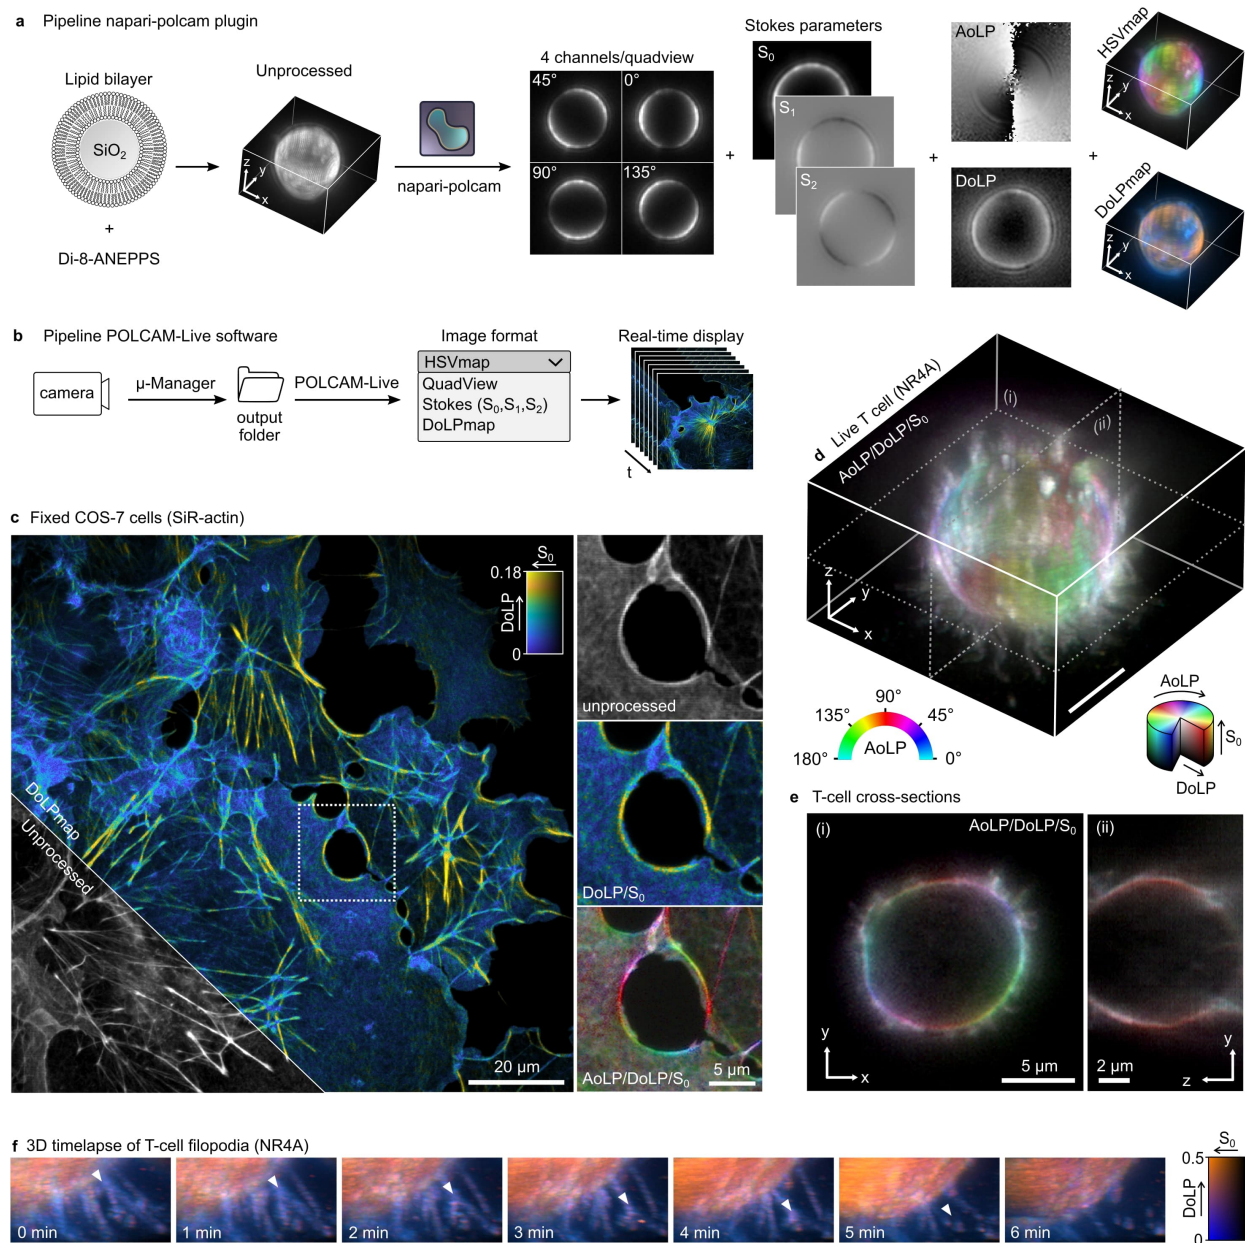 a Pipeline napari-polcam plugin
Lipid bilayer
SiO2
+
Di-8-ANEPPS
Unprocessed
z
y
x
napari-polcam
4 channels/quadview
45°
0°
90°
135°
+
Stokes parameters
S0
S1
S2
+
AoLP
DoLP
+
HSVmap
z
y
x
DoLPmap
z
y
x
b Pipeline POLCAM-Live software
camera
µ-Manager
output
folder
POLCAM-Live
Image format
HSVmap
QuadView
Stokes (S0,S1,S2)
DoLPmap
Real-time display
t
c Fixed COS-7 cells (SiR-actin)
S0
0.18
DoLP
0
DoLPmap
Unprocessed
20 µm
unprocessed
DoLP/S0
AoLP/DoLP/S0
5 µm
d Live T cell (NR4A)
AoLP/DoLP/S0
(i)
(ii)
z
y
x
90°
135°
45°
180°
AoLP
0°
AoLP
S0
DoLP
e T-cell cross-sections
(i)
AoLP/DoLP/S0
y
x
5 µm
(ii)
2 µm
y
z
f 3D timelapse of T-cell filopodia (NR4A)
0 min
1 min
2 min
3 min
4 min
5 min
6 min
S0
0.5
DoLP
0